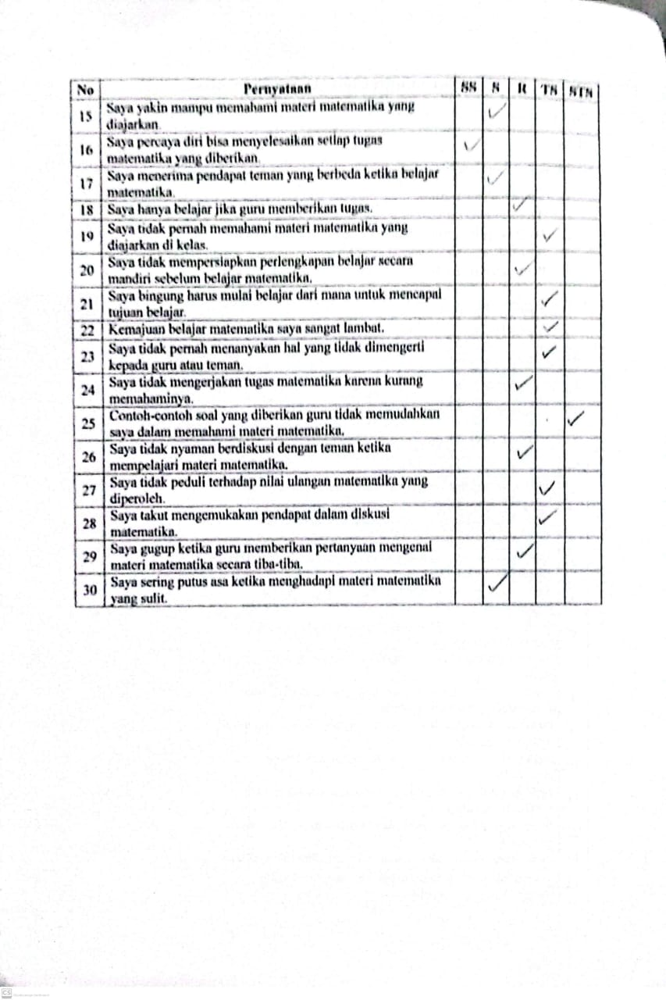 No Pernyataan SS S R TS STS
15 Saya yakin mampu memahami materi matematika yang
diajarkan. ✓
16 Saya percaya diri bisa menyelesaikan setiap tugas
matematika yang diberikan. ✓
17 Saya menerima pendapat teman yang berbeda ketika belajar
matematika. ✓
18 Saya hanya belajar jika guru memberikan tugas. ✓
19 Saya tidak pernah memahami materi matematika yang
diajarkan di kelas. ✓
20 Saya tidak mempersiapkan perlengkapan belajar secara
mandiri sebelum belajar matematika. ✓
21 Saya bingung harus mulai belajar dari mana untuk mencapai
tujuan belajar. ✓
22 Kemajuan belajar matematika saya sangat lambat. ✓
23 Saya tidak pernah menanyakan hal yang tidak dimengerti
kepada guru atau teman. ✓
24 Saya tidak mengerjakan tugas matematika karena kurang
memahaminya. ✓
25 Contoh-contoh soal yang diberikan guru tidak memudahkan
saya dalam memahami materi matematika. ✓
26 Saya tidak nyaman berdiskusi dengan teman ketika
mempelajari materi matematika. ✓
27 Saya tidak peduli terhadap nilai ulangan matematika yang
diperoleh. ✓
28 Saya takut mengemukakan pendapat dalam diskusi
matematika. ✓
29 Saya gugup ketika guru memberikan pertanyaan mengenai
materi matematika secara tiba-tiba. ✓
30 Saya sering putus asa ketika menghadapi materi matematika
yang sulit. ✓
CS